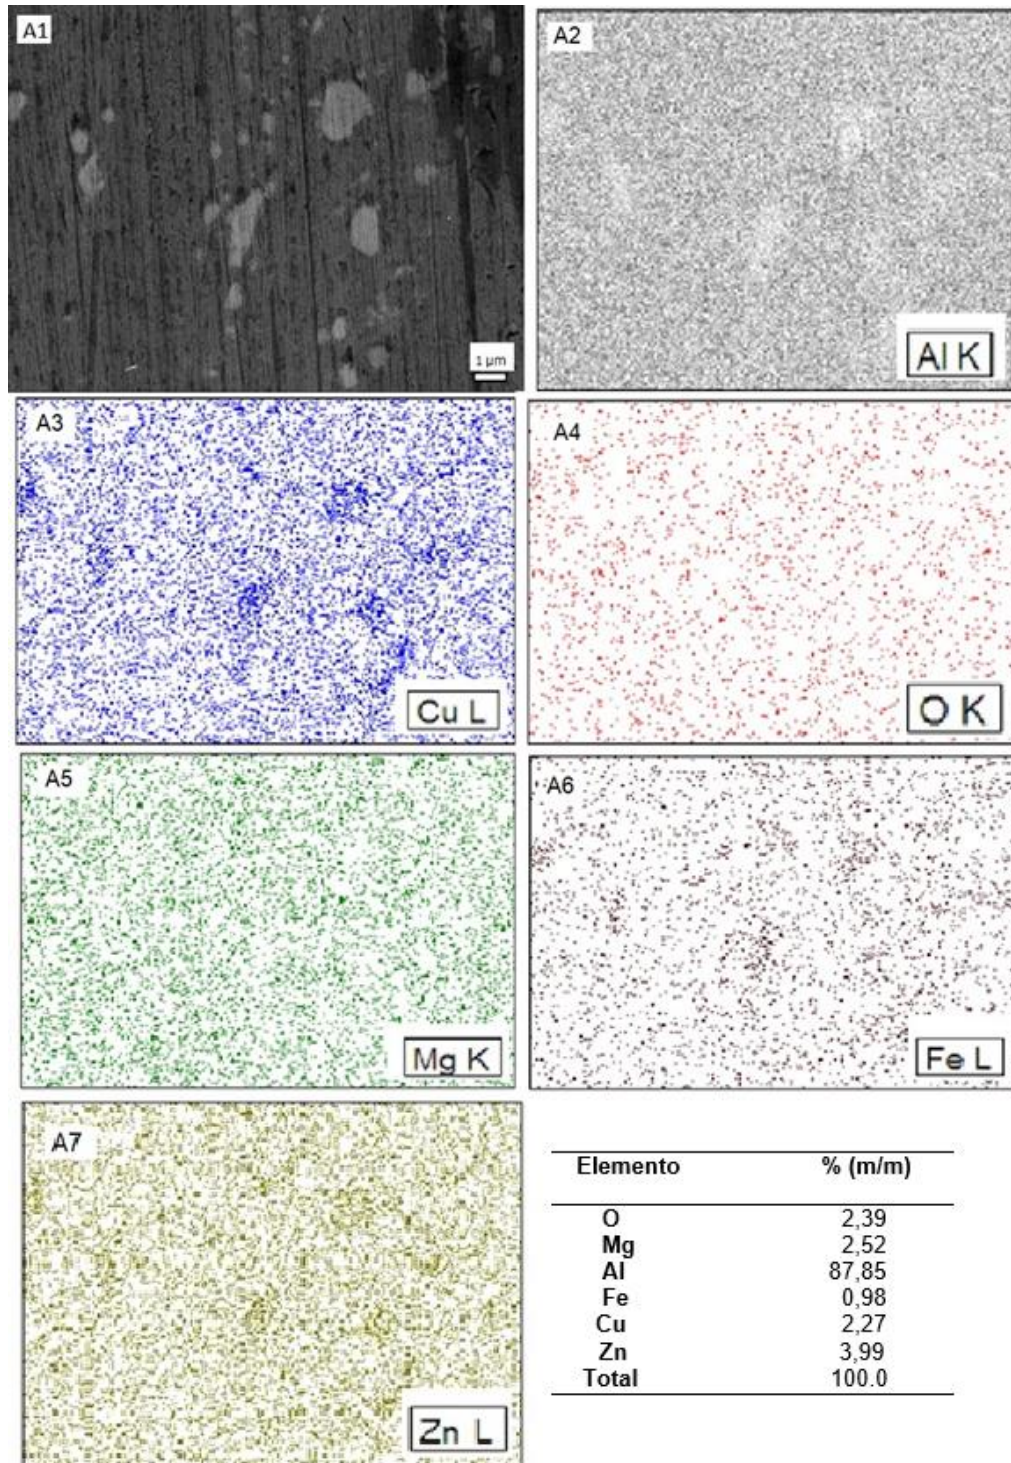 A1
1 µm
A2
Al K
A3
Cu L
A4
O K
A5
Mg K
A6
Fe L
A7
Zn L
Elemento % (m/m)
O 2,39
Mg 2,52
Al 87,85
Fe 0,98
Cu 2,27
Zn 3,99
Total 100.0